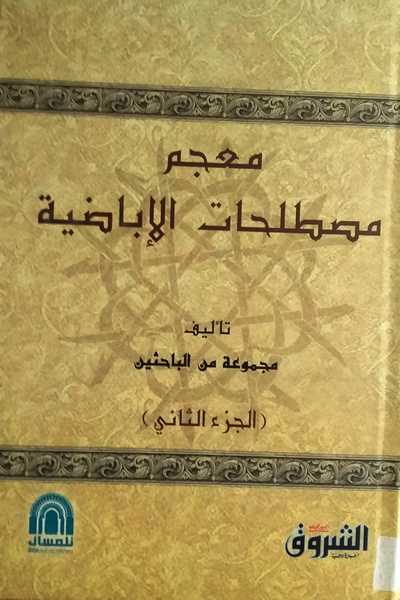 معجم
مصطلحات الإباضية
تأليف
مجموعة من الباحثين
(الجزء الثاني)
الشروق